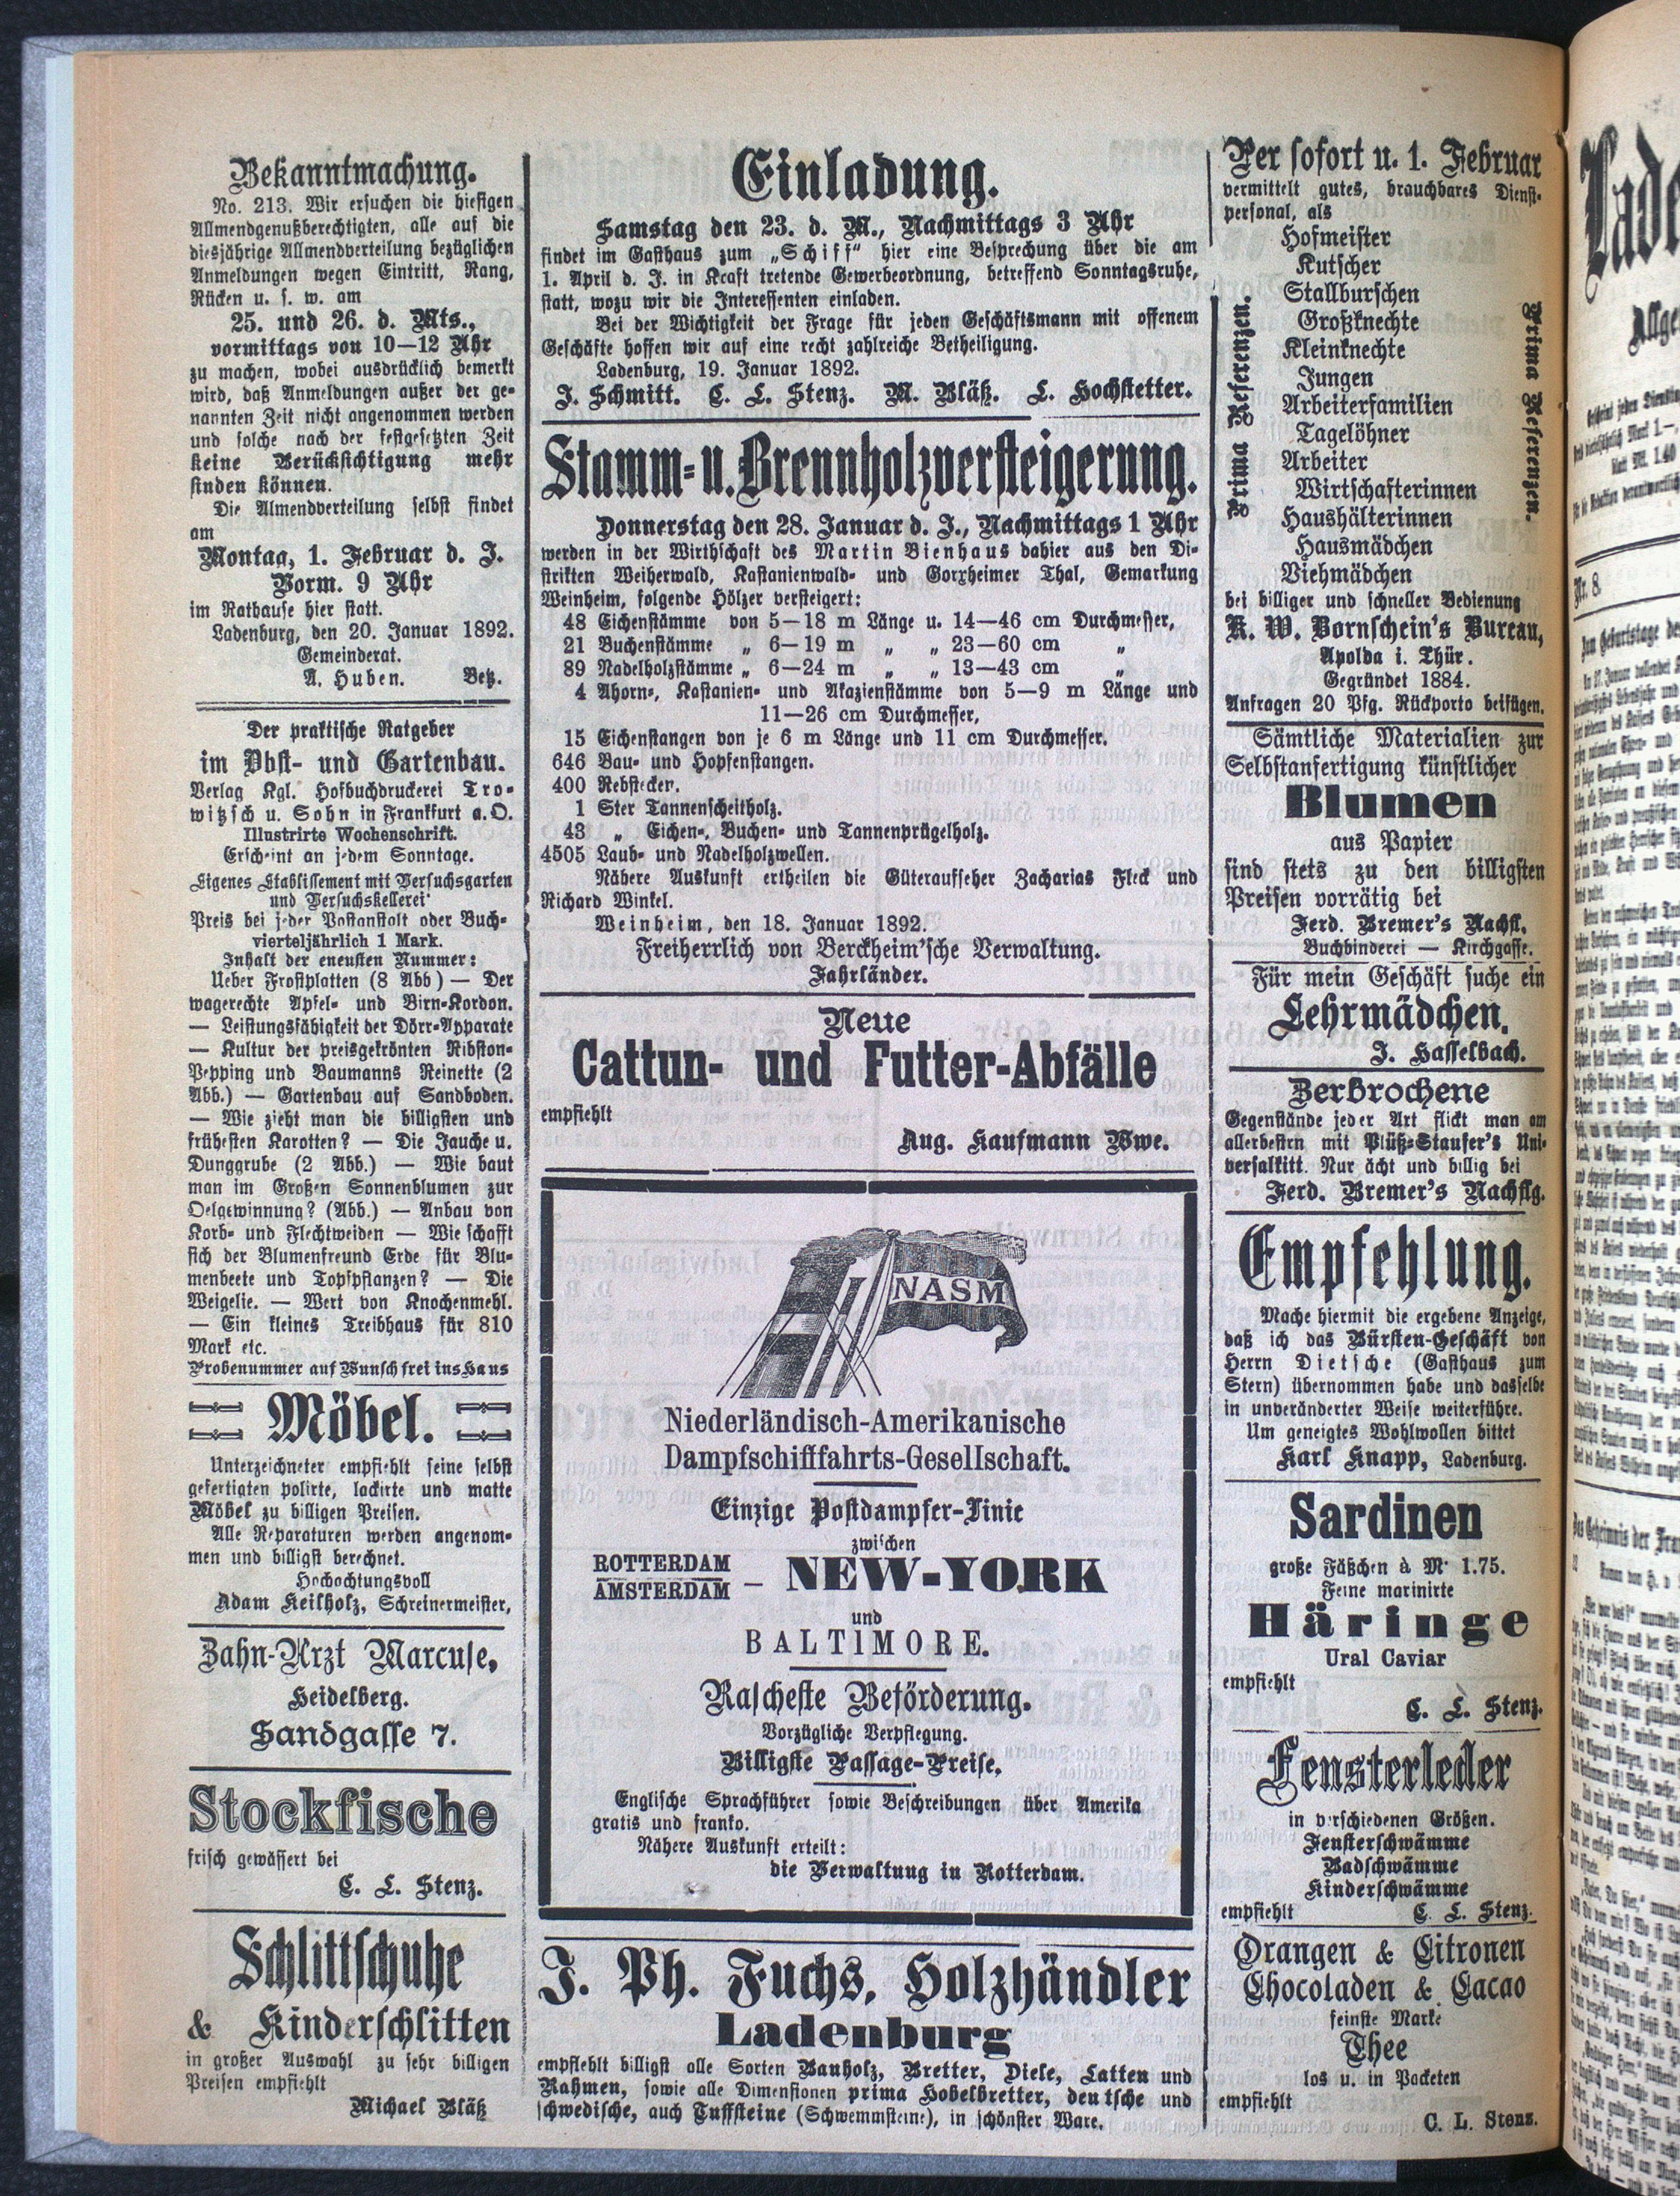 Bekanntmachung.
No. 213. Wir ersuchen die hiesigen
Allmendgenußberechtigten, alle auf die
diesjährige Allmendverteilung bezüglichen
Anmeldungen wegen Eintritt, Rang,
Rücken u. s. w. am
25. und 26. d. Mts.,
vormittags von 10—12 Uhr
zu machen, wobei ausdrücklich bemerkt
wird, daß Anmeldungen außer der ge-
nannten Zeit nicht angenommen werden
und solche nach der festgesetzten Zeit
keine Berücksichtigung mehr
finden können.
Die Almendverteilung selbst findet
am
Montag, 1. Februar d. J.
Vorm. 9 Uhr
im Rathause hier statt.
Ladenburg, den 20. Januar 1892.
Gemeinderat.
A. Huben. Betz.
Der praktische Ratgeber
im Obst- und Gartenbau.
Verlag Kgl. Hofbuchdruckerei Tro-
witzsch u. Sohn in Frankfurt a. O.
Illustrirte Wochenschrift.
Erscheint an jedem Sonntage.
Eigenes Etablissement mit Versuchsgarten
und Versuchskellerei
Preis bei jeder Postanstalt oder Buch-
vierteljährlich 1 Mark.
Inhalt der eneusten Nummer:
Ueber Frostplatten (8 Abb) — Der
wagerechte Apfel- und Birn-Kordon.
— Leistungsfähigkeit der Dörr-Apparate
— Kultur der preisgekrönten Ribston-
Pepping und Baumanns Reinette (2
Abb.) — Gartenbau auf Sandboden.
— Wie zieht man die billigsten und
frühesten Karotten? — Die Jauche u.
Dunggrube (2 Abb.) — Wie baut
man im Großen Sonnenblumen zur
Oelgewinnung? (Abb.) — Anbau von
Korb- und Flechtweiden — Wie schafft
sich der Blumenfreund Erde für Blu-
menbeete und Topfpflanzen? — Die
Weigelie. — Wert von Knochenmehl.
— Ein kleines Treibhaus für 810
Mark etc.
Probenummer auf Wunsch frei ins Haus
Möbel.
Unterzeichneter empfiehlt seine selbst
gefertigten polirte, lackirte und matte
Möbel zu billigen Preisen.
Alle Reparaturen werden angenom-
men und billigst berechnet.
Hochachtungsvoll
Adam Keilholz, Schreinermeister,
Zahn-Arzt Marcuse,
Heidelberg.
Sandgasse 7.
Stockfische
frisch gewässert bei
C. L. Stenz.
Schlittschuhe
& Kinderschlitten
in großer Auswahl zu sehr billigen
Preisen empfiehlt
Michael Bläß
Einladung.
Samstag den 23. d. M., Nachmittags 3 Uhr
findet im Gasthaus zum „Schiff“ hier eine Besprechung über die am
1. April d. J. in Kraft tretende Gewerbeordnung, betreffend Sonntagsruhe,
statt, wozu wir die Interessenten einladen.
Bei der Wichtigkeit der Frage für jeden Geschäftsmann mit offenem
Geschäfte hoffen wir auf eine recht zahlreiche Betheiligung.
Ladenburg, 19. Januar 1892.
J. Schmitt. C. L. Stenz. M. Bläß. L. Hochstetter.
Stamm- u. Brennholzversteigerung.
Donnerstag den 28. Januar d. J., Nachmittags 1 Uhr
werden in der Wirthschaft des Martin Bienhaus dahier aus den Di-
strikten Weiherwald, Kastanienwald- und Gorxheimer Thal, Gemarkung
Weinheim, folgende Hölzer versteigert:
48 Eichenstämme von 5—18 m Länge u. 14—46 cm Durchmesser,
21 Buchenstämme „ 6—19 m „ „ 23—60 cm „
89 Nadelholzstämme „ 6—24 m „ „ 13—43 cm „
4 Ahorn-, Kastanien- und Akazienstämme von 5—9 m Länge und
11—26 cm Durchmesser,
15 Eichenstangen von je 6 m Länge und 11 cm Durchmesser.
646 Bau- und Hopfenstangen.
400 Rebstecker.
1 Ster Tannenscheitholz.
43 „ Eichen-, Buchen- und Tannenprügelholz.
4505 Laub- und Nadelholzwellen.
Nähere Auskunft ertheilen die Güteraufseher Zacharias Fleck und
Richard Winkel.
Weinheim, den 18. Januar 1892.
Freiherrlich von Berckheim'sche Verwaltung.
Fahrländer.
Neue
Cattun- und Futter-Abfälle
empfiehlt
Aug. Kaufmann Wwe.
NASM
Niederländisch-Amerikanische
Dampfschifffahrts-Gesellschaft.
Einzige Postdampfer-Linie
zwischen
ROTTERDAM
AMSTERDAM – NEW-YORK
und
BALTIMORE.
Rascheste Beförderung.
Vorzügliche Verpflegung.
Billigste Passage-Preise.
Englische Sprachführer sowie Beschreibungen über Amerika
gratis und franko.
Nähere Auskunft erteilt:
die Verwaltung in Rotterdam.
J. Ph. Fuchs, Holzhändler
Ladenburg
empfiehlt billigst alle Sorten Bauholz, Bretter, Diele, Latten und
Rahmen, sowie alle Dimensionen prima Hobelbretter, deutsche und
schwedische, auch Tuffsteine (Schwemmsteine), in schönster Ware.
Per sofort u. 1. Februar
vermittelt gutes, brauchbares Dienst-
personal, als
Prima Referenzen.
Hofmeister
Kutscher
Stallburschen
Großknechte
Kleinknechte
Jungen
Arbeiterfamilien
Tagelöhner
Arbeiter
Wirtschafterinnen
Haushälterinnen
Hausmädchen
Viehmädchen
Prima Referenzen.
bei billiger und schneller Bedienung
K. W. Bornschein's Bureau,
Apolda i. Thür.
Gegründet 1884.
Anfragen 20 Pfg. Rückporto beifügen.
Sämtliche Materialien zur
Selbstanfertigung künstlicher
Blumen
aus Papier
sind stets zu den billigsten
Preisen vorrätig bei
Ferd. Bremer's Nachfl.
Buchbinderei — Kirchgasse.
Für mein Geschäft suche ein
Lehrmädchen.
J. Hasselbach.
Zerbrochene
Gegenstände jeder Art flickt man am
allerbestrn mit Plüß-Staufer's Uni-
versalkitt. Nur ächt und billig bei
Ferd. Bremer's Nachflg.
Empfehlung.
Mache hiermit die ergebene Anzeige,
daß ich das Bürsten-Geschäft von
Herrn Dietsche (Gasthaus zum
Stern) übernommen habe und dasselbe
in unveränderter Weise weiterführe.
Um geneigtes Wohlwollen bittet
Karl Knapp, Ladenburg.
Sardinen
große Fäßchen à M 1.75.
Feine marinirte
Häringe
Ural Caviar
empfiehlt
C. L. Stenz.
Fensterleder
in verschiedenen Größen.
Fensterschwämme
Badschwämme
Kinderschwämme
empfiehlt C. L. Stenz.
Orangen & Citronen
Chocoladen & Cacao
feinste Marke
Thee
los u. in Packeten
empfiehlt
C. L. Stenz.
Nr. 8.